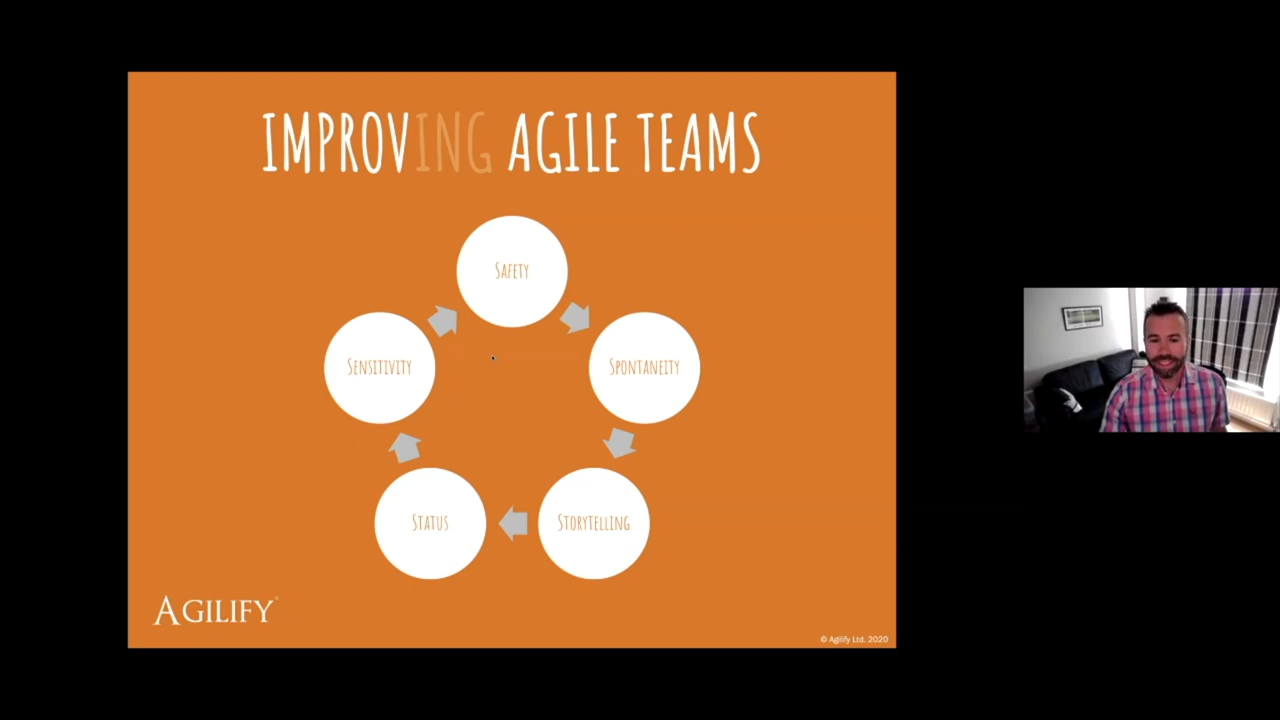 IMPROVING AGILE TEAMS
SAFETY
SENSITIVITY
SPONTANEITY
STATUS
STORYTELLING
AGILIFY®
© Agilify Ltd. 2020